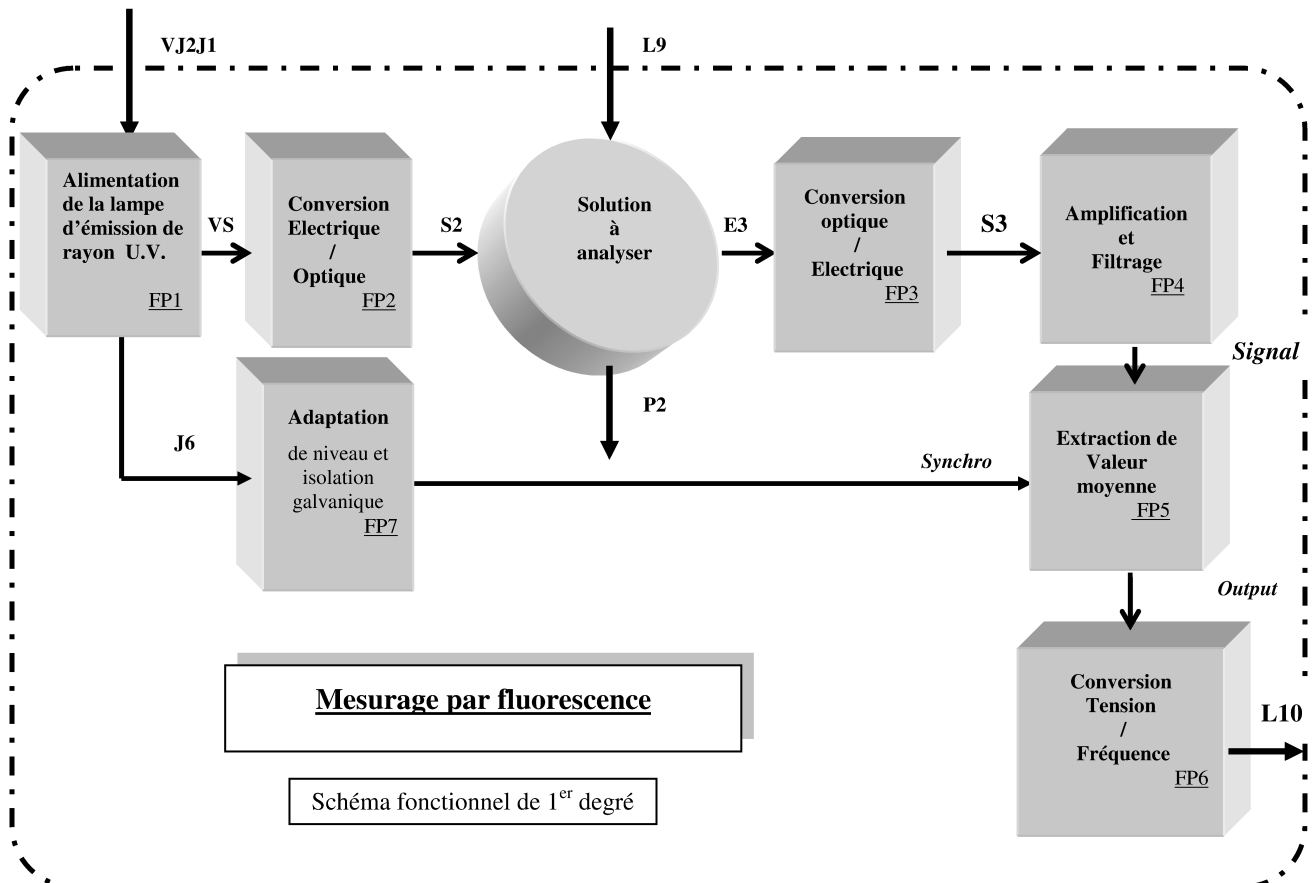 VJ2J1
L9
Alimentation
de la lampe
d’émission de
rayon U.V.
FP1
VS
Conversion
Electrique
/
Optique
FP2
S2
Solution
à
analyser
E3
Conversion
optique
/
Electrique
FP3
S3
Amplification
et
Filtrage
FP4
Signal
J6
Adaptation
de niveau et
isolation
galvanique
FP7
P2
Synchro
Extraction de
Valeur
moyenne
FP5
Output
Conversion
Tension
/
Fréquence
FP6
L10
Mesurage par fluorescence
Schéma fonctionnel de 1er degré